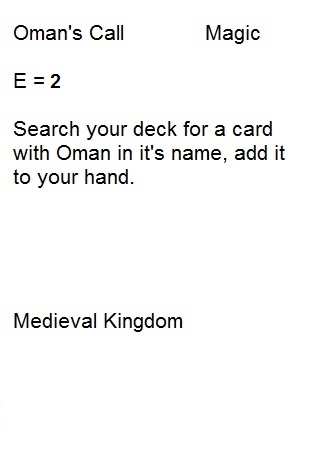 Oman's Call Magic
E = 2
Search your deck for a card
with Oman in it's name, add it
to your hand.
Medieval Kingdom